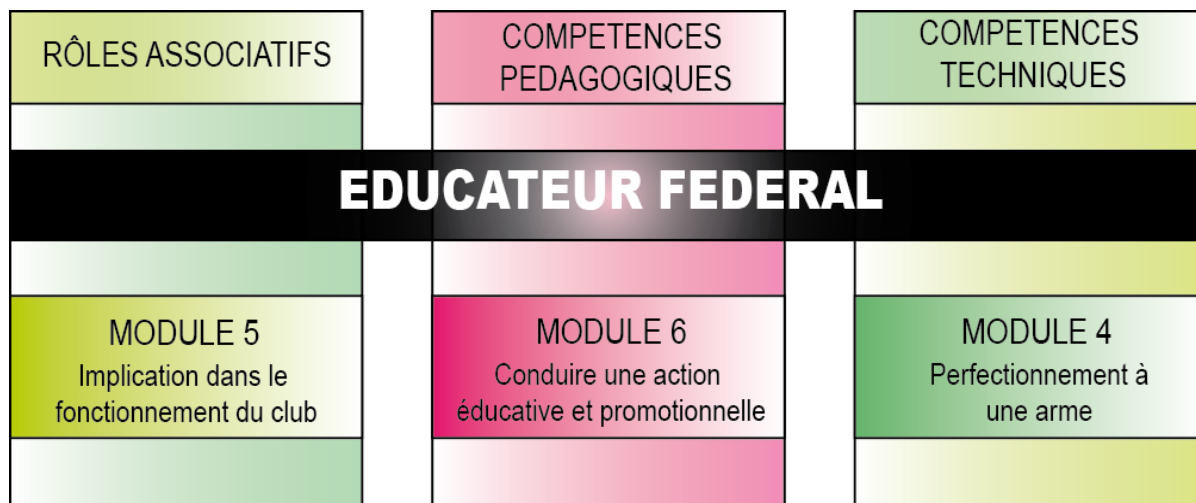 RÔLES ASSOCIATIFS
COMPETENCES
PEDAGOGIQUES
COMPETENCES
TECHNIQUES
EDUCATEUR FEDERAL
MODULE 5
Implication dans le
fonctionnement du club
MODULE 6
Conduire une action
éducative et promotionnelle
MODULE 4
Perfectionnement à
une arme